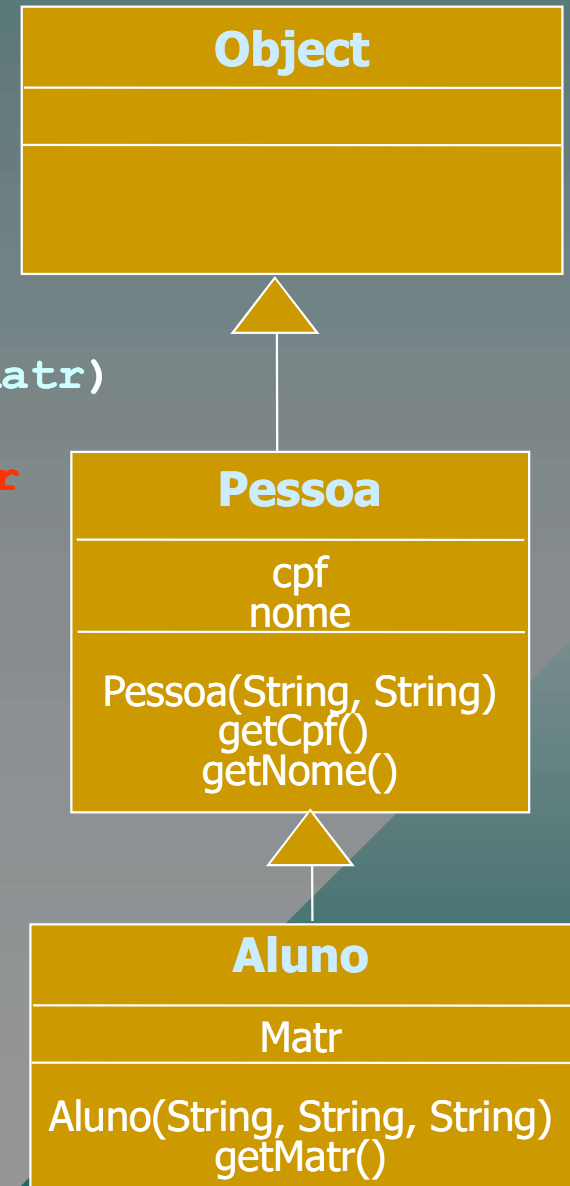 Object
atr)
r
Pessoa
cpf
nome
Pessoa(String, String)
getCpf()
getNome()
Aluno
Matr
Aluno(String, String, String)
getMatr()